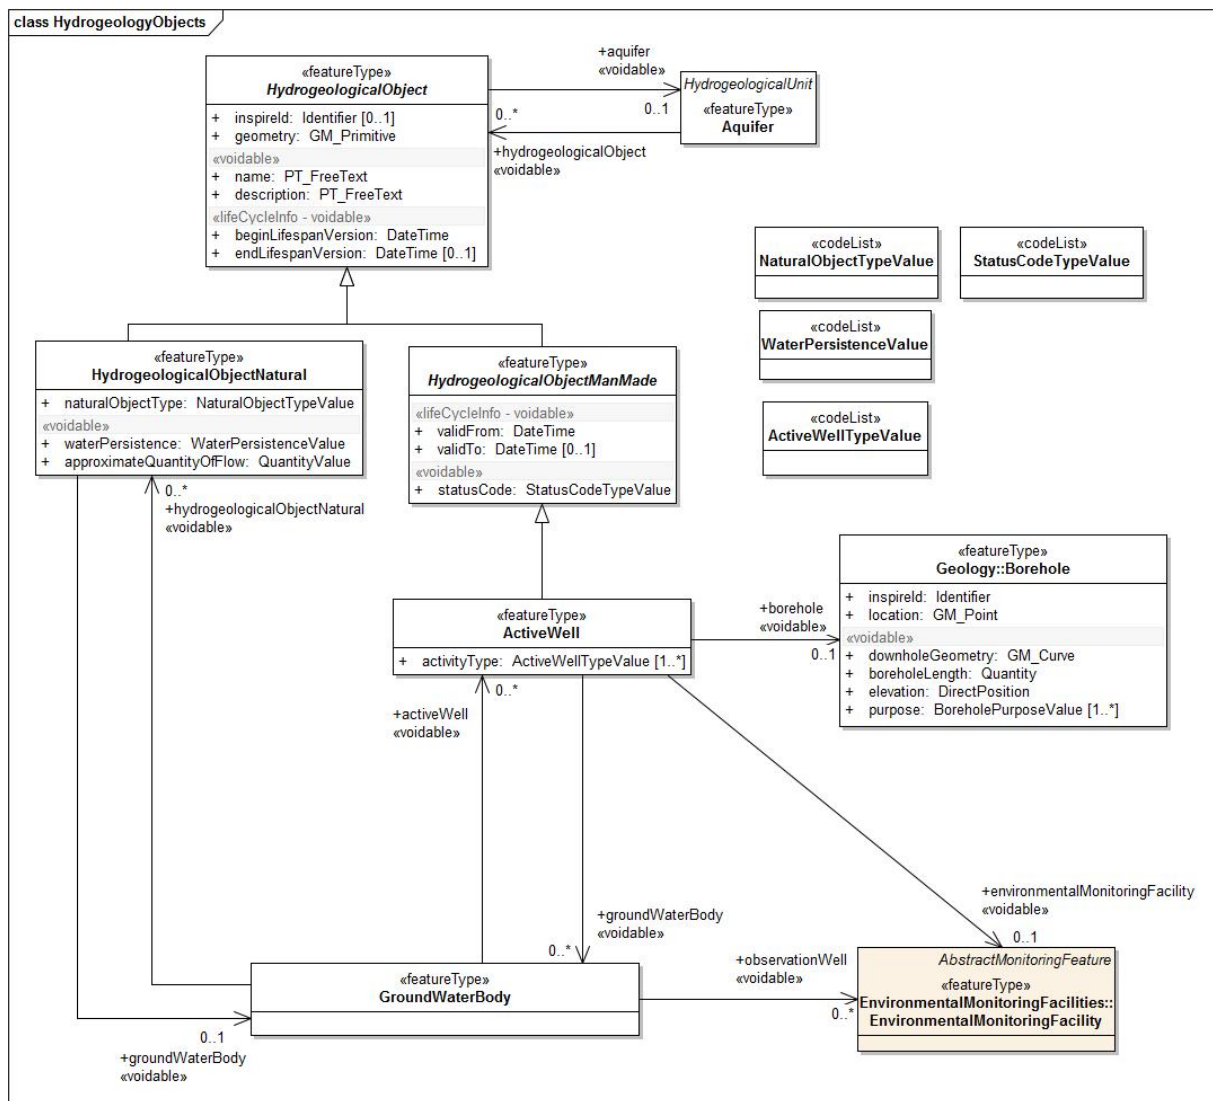 class HydrogeologyObjects
«featureType»
HydrogeologicalObject
+ inspireId: Identifier [0..1]
+ geometry: GM_Primitive
«voidable»
+ name: PT_FreeText
+ description: PT_FreeText
«lifeCycleInfo - voidable»
+ beginLifespanVersion: DateTime
+ endLifespanVersion: DateTime [0..1]
+aquifer
«voidable»
0..1
0..*
+hydrogeologicalObject
«voidable»
HydrogeologicalUnit
«featureType»
Aquifer
«codeList»
NaturalObjectTypeValue
«codeList»
StatusCodeTypeValue
«codeList»
WaterPersistenceValue
«codeList»
ActiveWellTypeValue
«featureType»
HydrogeologicalObjectNatural
+ naturalObjectType: NaturalObjectTypeValue
«voidable»
+ waterPersistence: WaterPersistenceValue
+ approximateQuantityOfFlow: QuantityValue
0..*
+hydrogeologicalObjectNatural
«voidable»
«featureType»
HydrogeologicalObjectManMade
«lifeCycleInfo - voidable»
+ validFrom: DateTime
+ validTo: DateTime [0..1]
«voidable»
+ statusCode: StatusCodeTypeValue
«featureType»
ActiveWell
+ activityType: ActiveWellTypeValue [1..*]
+borehole
«voidable»
0..1
«featureType»
Geology::Borehole
+ inspireId: Identifier
+ location: GM_Point
«voidable»
+ downholeGeometry: GM_Curve
+ boreholeLength: Quantity
+ elevation: DirectPosition
+ purpose: BoreholePurposeValue [1..*]
0..*
+activeWell
«voidable»
+groundWaterBody
«voidable»
0..*
+environmentalMonitoringFacility
«voidable»
0..1
«featureType»
GroundWaterBody
+observationWell
«voidable»
0..*
AbstractMonitoringFeature
«featureType»
EnvironmentalMonitoringFacilities::
EnvironmentalMonitoringFacility
0..1
+groundWaterBody
«voidable»